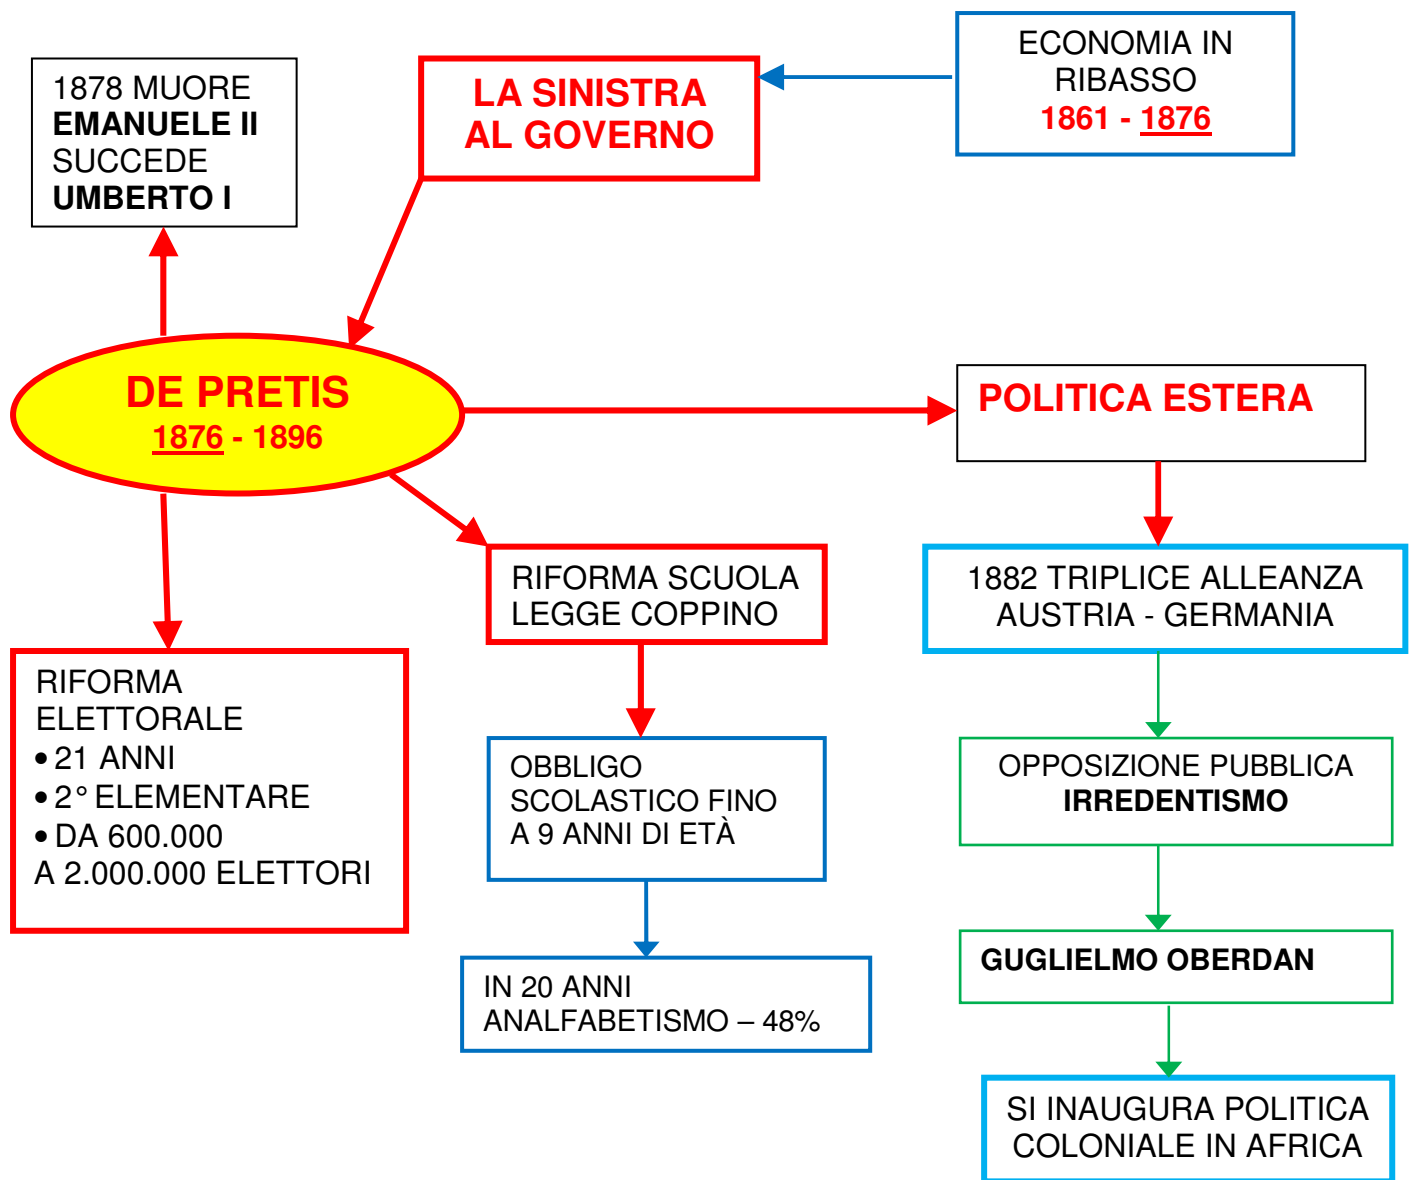 1878 MUORE
EMANUELE II
SUCCEDE
UMBERTO I
LA SINISTRA
AL GOVERNO
ECONOMIA IN
RIBASSO
1861 - 1876
DE PRETIS
1876 - 1896
POLITICA ESTERA
RIFORMA
ELETTORALE
• 21 ANNI
• 2° ELEMENTARE
• DA 600.000
A 2.000.000 ELETTORI
RIFORMA SCUOLA
LEGGE COPPINO
OBBLIGO
SCOLASTICO FINO
A 9 ANNI DI ETÀ
IN 20 ANNI
ANALFABETISMO – 48%
1882 TRIPLICE ALLEANZA
AUSTRIA - GERMANIA
OPPOSIZIONE PUBBLICA
IRREDENTISMO
GUGLIELMO OBERDAN
SI INAUGURA POLITICA
COLONIALE IN AFRICA